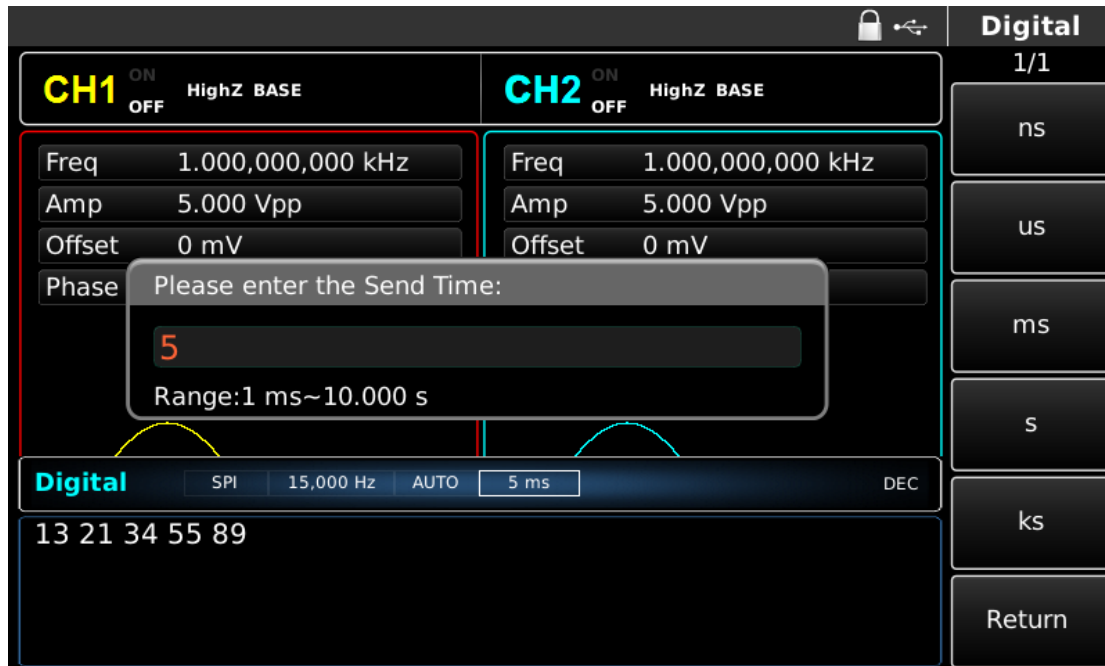 Digital
1/1
CH1 ON OFF HighZ BASE
CH2 ON OFF HighZ BASE
Freq 1.000,000,000 kHz
Amp 5.000 Vpp
Offset 0 mV
Phase
Freq 1.000,000,000 kHz
Amp 5.000 Vpp
Offset 0 mV
Please enter the Send Time:
5
Range:1 ms~10.000 s
Digital SPI 15,000 Hz AUTO 5 ms DEC
13 21 34 55 89
ns
us
ms
s
ks
Return